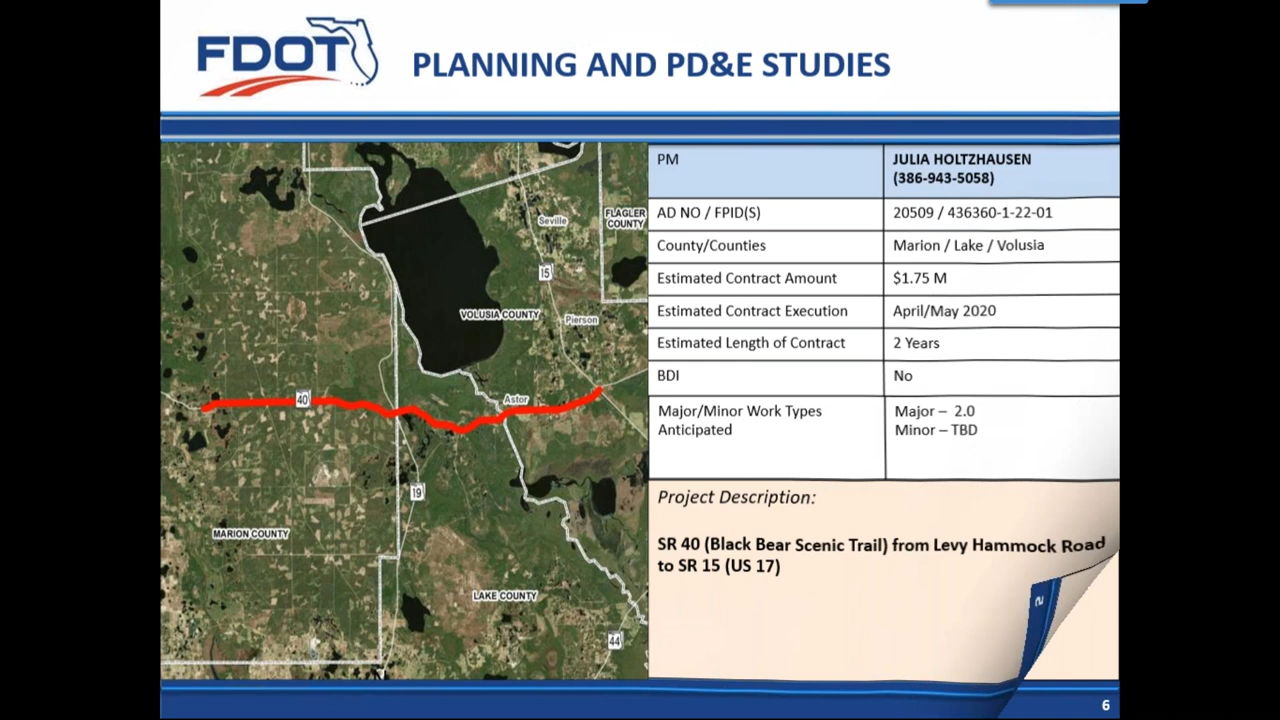 FDOT
PLANNING AND PD&E STUDIES
Seville
FLAGLER
COUNTY
15
VOLUSIA COUNTY
Pierson
40
Astor
19
MARION COUNTY
LAKE COUNTY
44
PM
JULIA HOLTZHAUSEN
(386-943-5058)
AD NO / FPID(S)
20509 / 436360-1-22-01
County/Counties
Marion / Lake / Volusia
Estimated Contract Amount
$1.75 M
Estimated Contract Execution
April/May 2020
Estimated Length of Contract
2 Years
BDI
No
Major/Minor Work Types
Anticipated
Major – 2.0
Minor – TBD
Project Description:
SR 40 (Black Bear Scenic Trail) from Levy Hammock Road
to SR 15 (US 17)
6